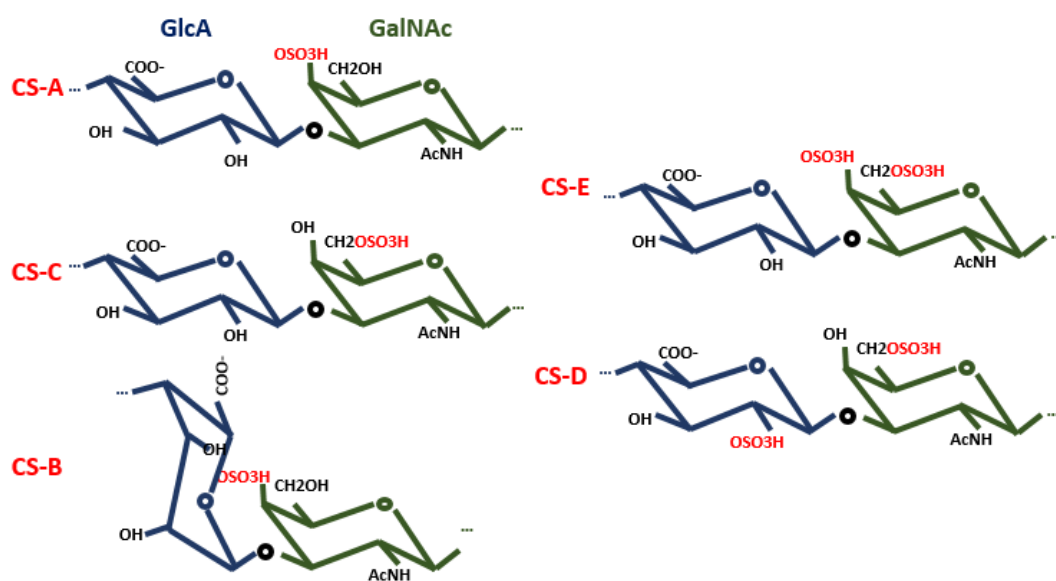 GlcA GalNAc
OSO3H
COO- CH2OH
CS-A ...
...
OH
OH AcNH
OSO3H
COO- CH2OSO3H
CS-E ...
...
OH
OH AcNH
OH
COO- CH2OSO3H
CS-C ...
...
OH
OH AcNH
COO-
...
OH
CS-B
OSO3H
CH2OH
...
OH
AcNH
OH
COO- CH2OSO3H
CS-D ...
...
OH
OSO3H AcNH